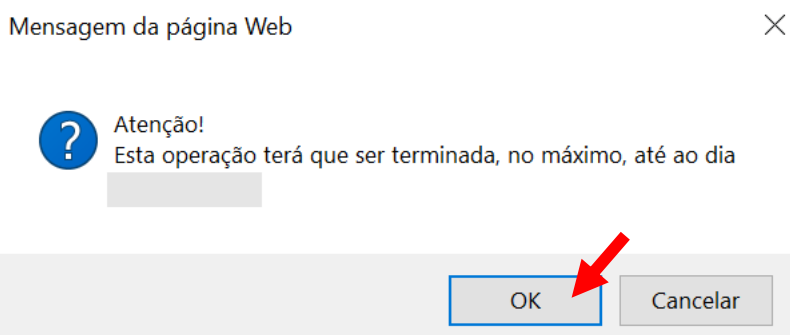 Mensagem da página Web
Atenção!
Esta operação terá que ser terminada, no máximo, até ao dia
OK
Cancelar